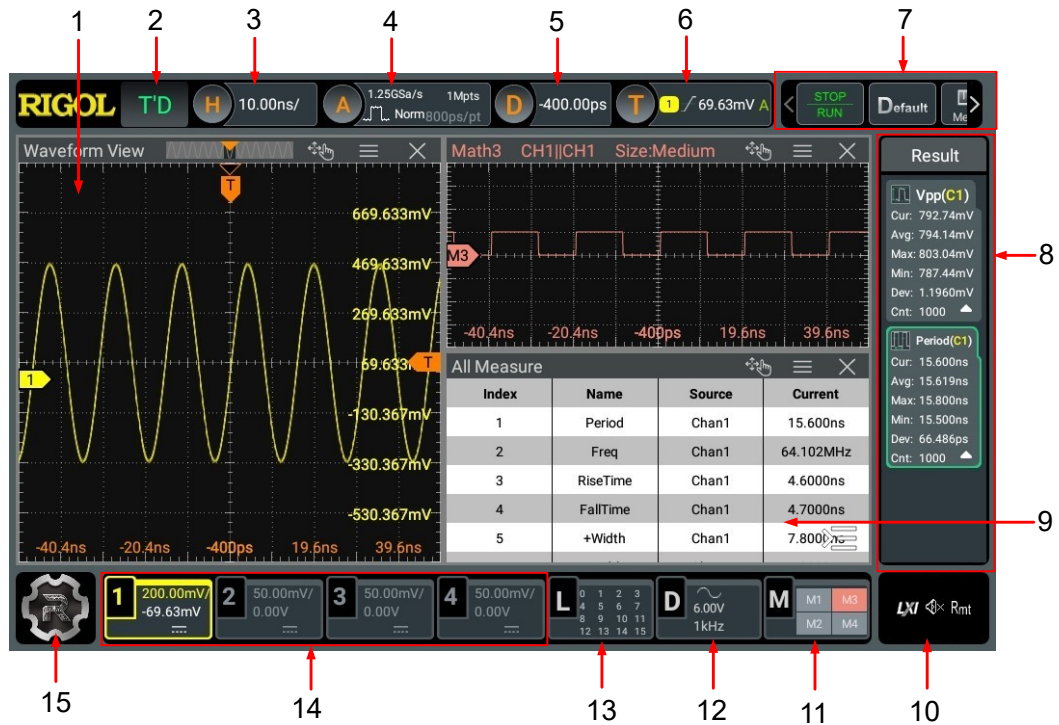 1 2 3 4 5 6 7
RIGOL T'D H 10.00ns/ A 1.25GSa/s 1Mpts Norm 800ps/pt D -400.00ps T 1 69.63mV A < STOP RUN Default >
Waveform View
T
669.633mV
469.633mV
269.633mV
T
1
-130.367mV
-330.367mV
-530.367mV
-40.4ns -20.4ns -400ps 19.6ns 39.6ns
Math3 CH1||CH1 Size:Medium
M3
-40.4ns -20.4ns -400ps 19.6ns 39.6ns
All Measure
Index Name Source Current
1 Period Chan1 15.600ns
2 Freq Chan1 64.102MHz
3 RiseTime Chan1 4.6000ns
4 FallTime Chan1 4.7000ns
5 +Width Chan1
Result
Vpp(C1)
Cur: 792.74mV
Avg: 794.14mV
Max: 803.04mV
Min: 787.44mV
Dev: 1.1960mV
Cnt: 1000
Period(C1)
Cur: 15.600ns
Avg: 15.619ns
Max: 15.800ns
Min: 15.500ns
Dev: 66.486ps
Cnt: 1000
8
9
1 200.00mV/ -69.63mV
2 50.00mV/ 0.00V
3 50.00mV/ 0.00V
4 50.00mV/ 0.00V
L 0 1 2 3
4 5 6 7
8 9 10 11
12 13 14 15
D 6.00V 1kHz
M M1 M3
M2 M4
LXI Rmt
R
15 14 13 12 11 10